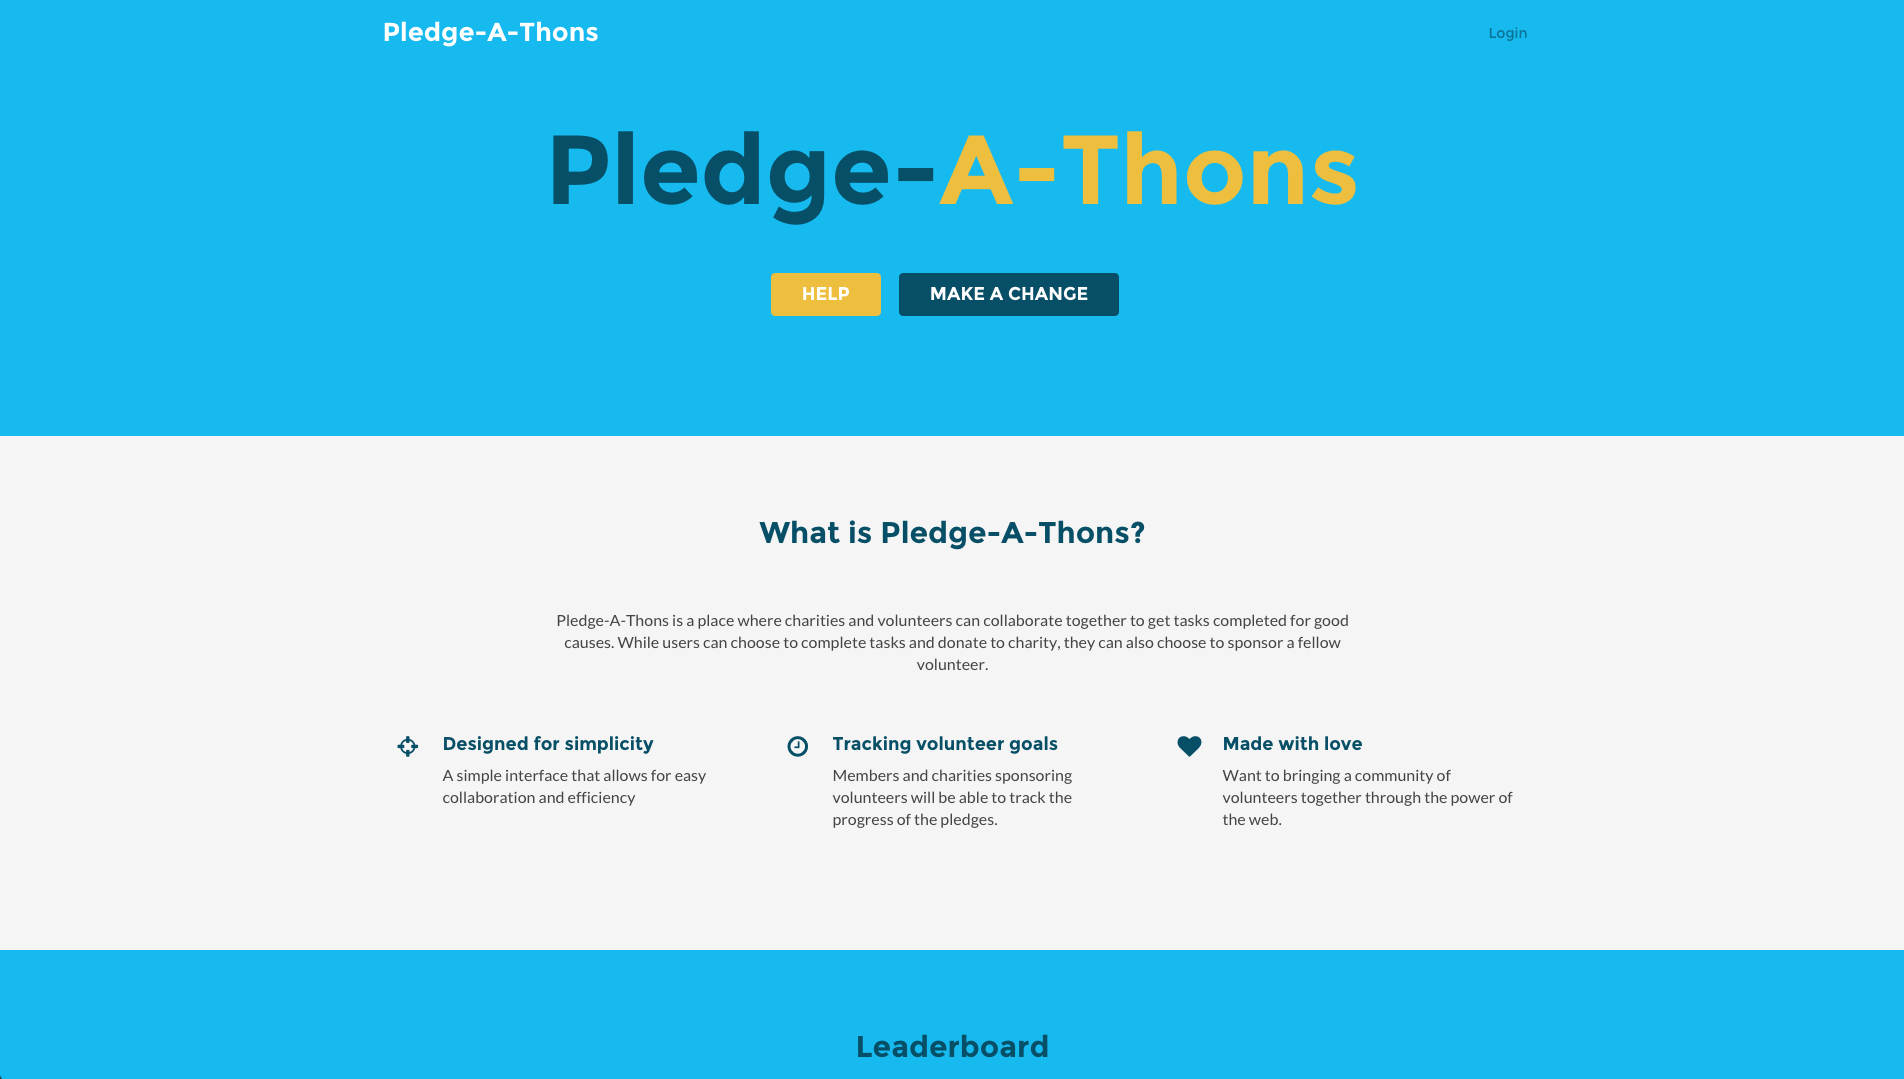 Pledge-A-Thons
Login
Pledge-A-Thons
HELP
MAKE A CHANGE
What is Pledge-A-Thons?
Pledge-A-Thons is a place where charities and volunteers can collaborate together to get tasks completed for good
causes. While users can choose to complete tasks and donate to charity, they can also choose to sponsor a fellow
volunteer.
Designed for simplicity
A simple interface that allows for easy
collaboration and efficiency
Tracking volunteer goals
Members and charities sponsoring
volunteers will be able to track the
progress of the pledges.
Made with love
Want to bringing a community of
volunteers together through the power of
the web.
Leaderboard